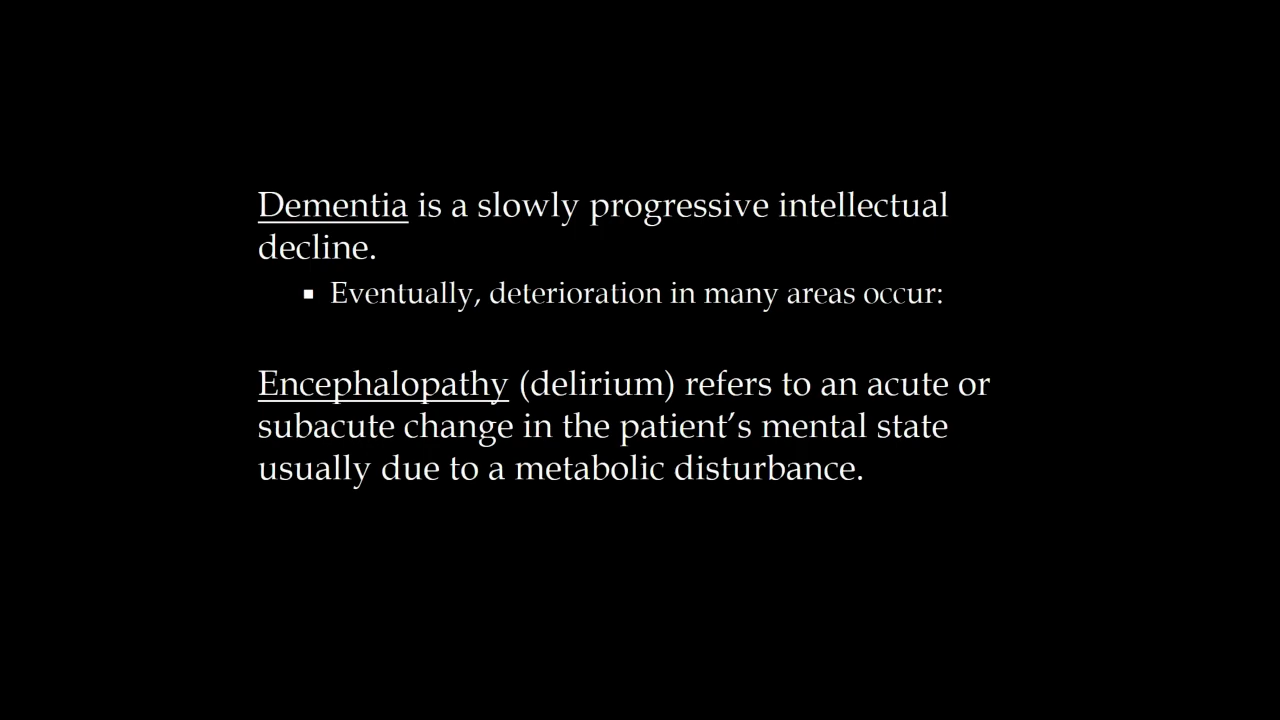 Dementia is a slowly progressive intellectual
decline.
▪ Eventually, deterioration in many areas occur:
Encephalopathy (delirium) refers to an acute or
subacute change in the patient’s mental state
usually due to a metabolic disturbance.